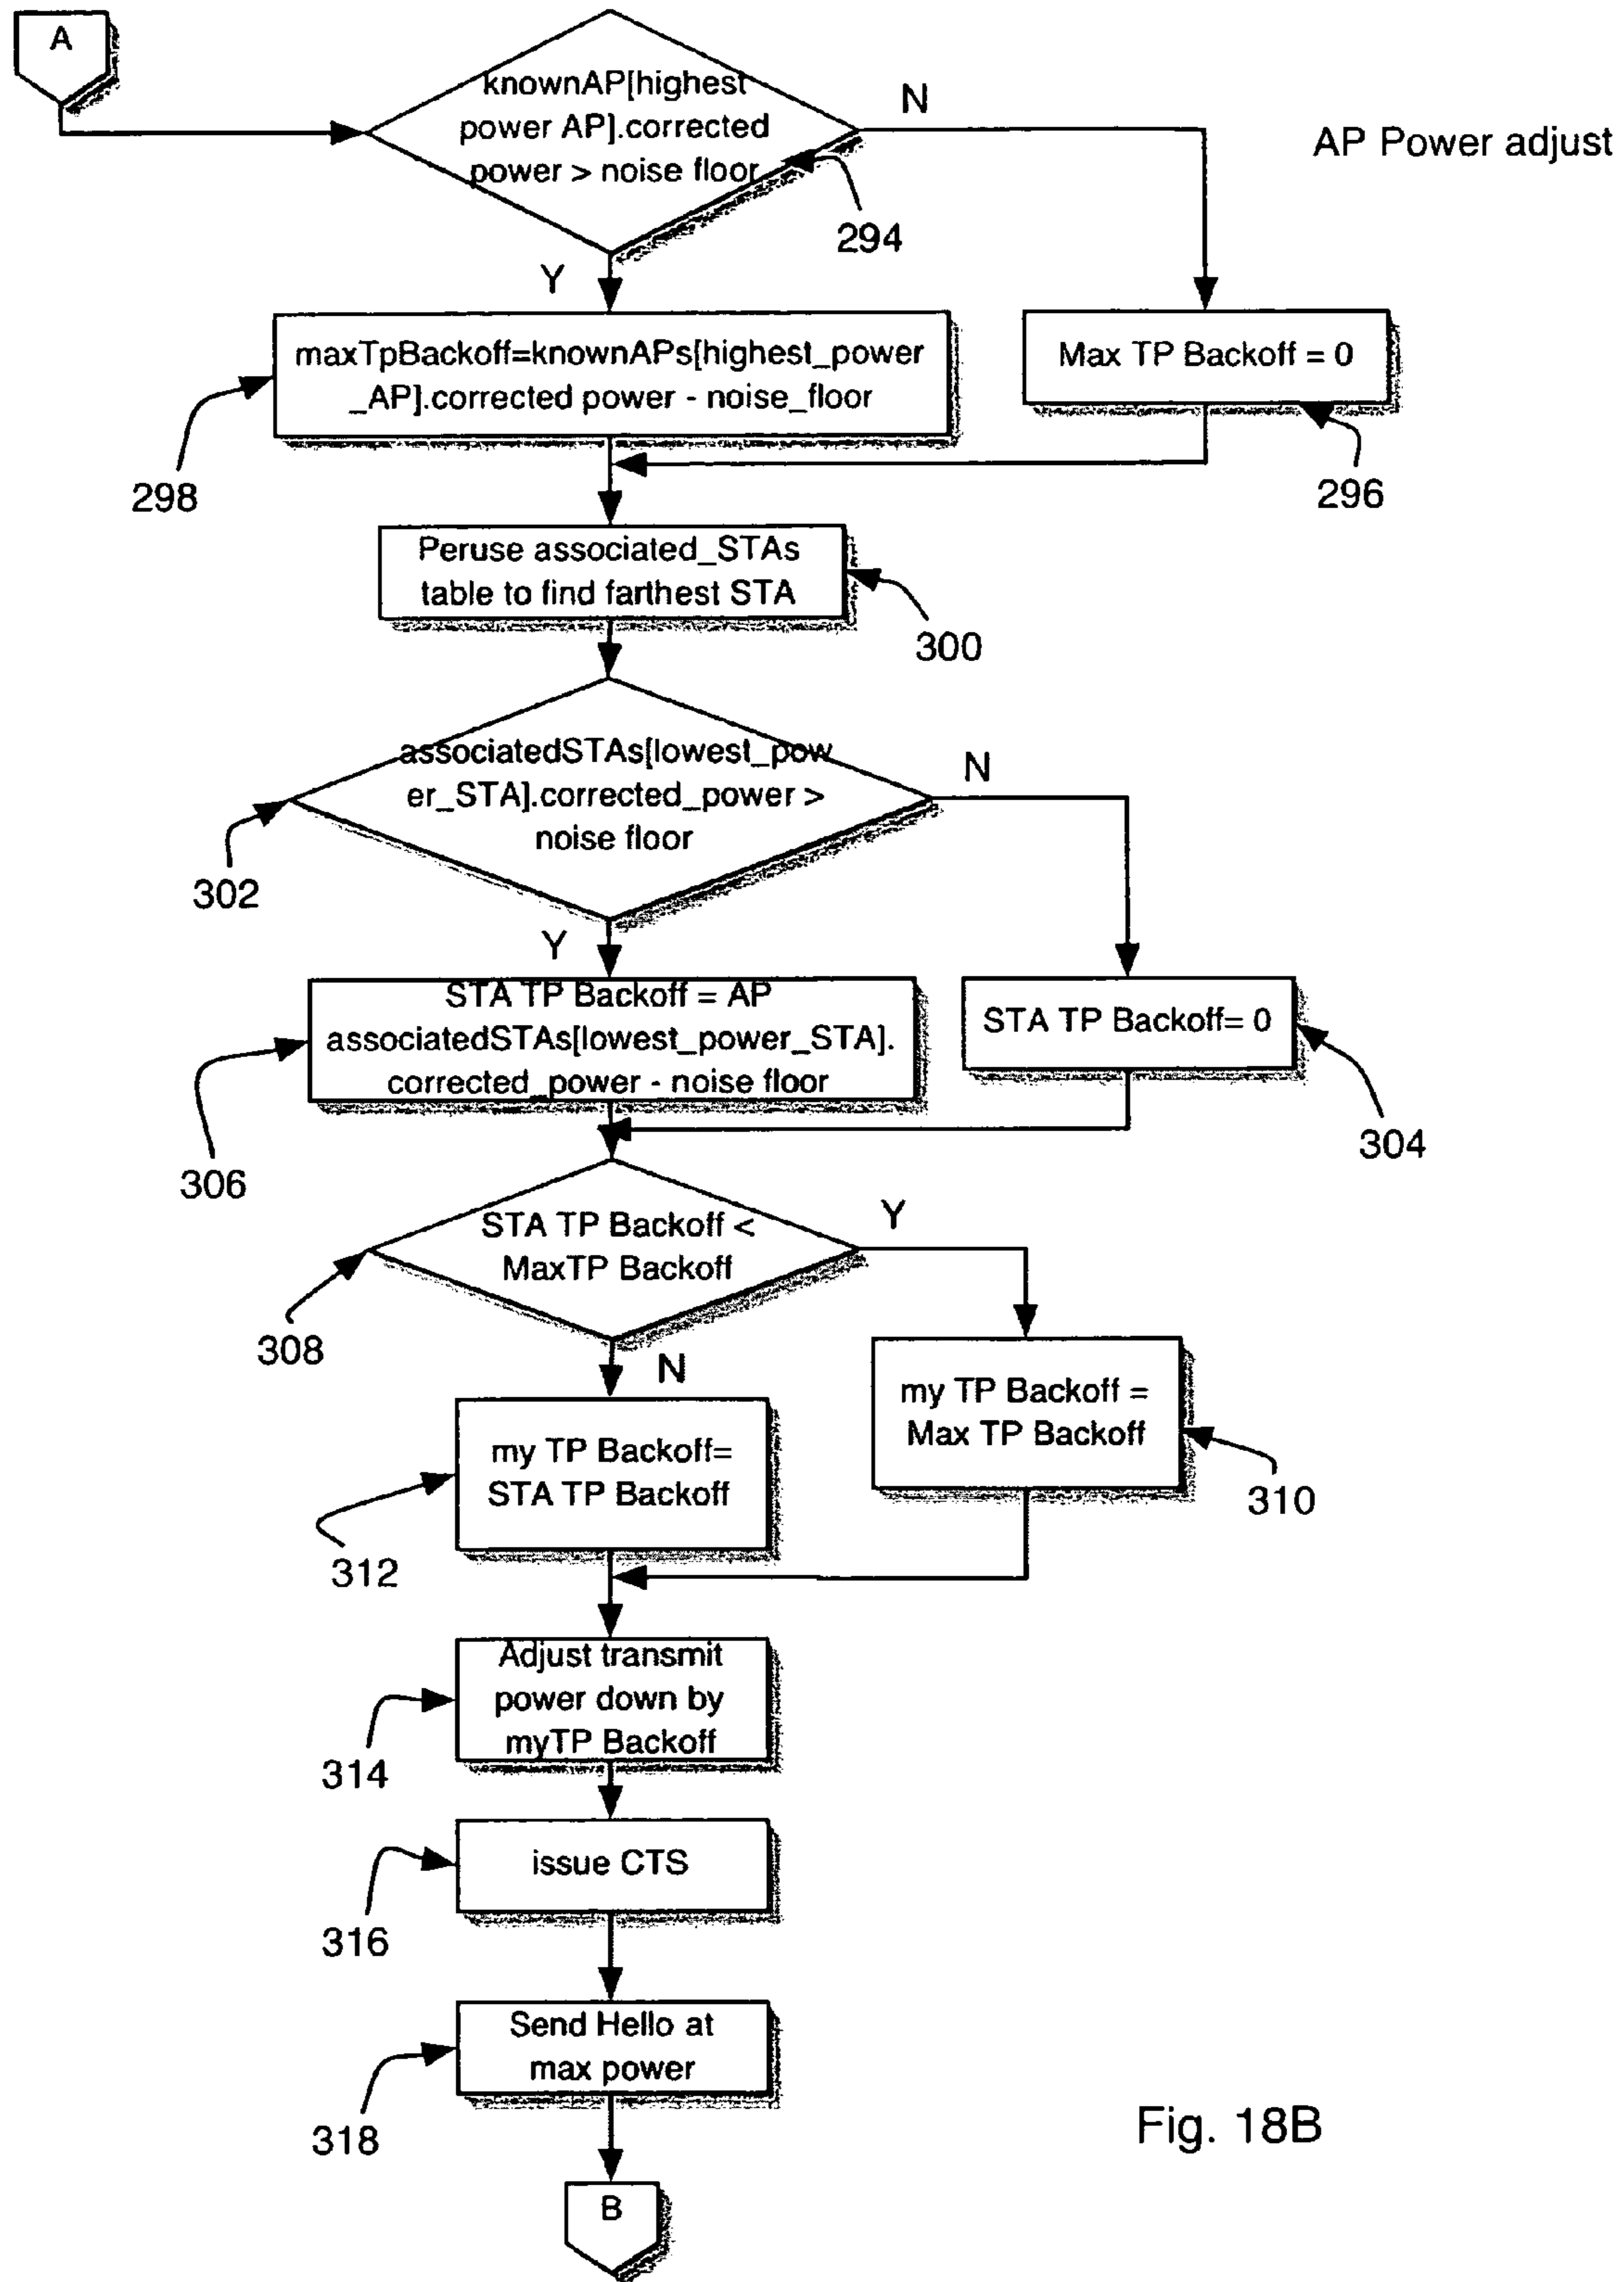 A
knownAP[highest
power AP].corrected
power > noise floor
N
AP Power adjust
294
Y
maxTpBackoff=knownAPs[highest_power
_AP].corrected power - noise_floor
Max TP Backoff = 0
298
296
Peruse associated_STAs
table to find farthest STA
300
associatedSTAs[lowest_pow
er_STA].corrected_power >
noise floor
N
302
Y
STA TP Backoff = AP
associatedSTAs[lowest_power_STA].
corrected_power - noise floor
STA TP Backoff= 0
304
306
STA TP Backoff <
MaxTP Backoff
Y
308
N
my TP Backoff =
Max TP Backoff
my TP Backoff=
STA TP Backoff
310
312
Adjust transmit
power down by
myTP Backoff
314
issue CTS
316
Send Hello at
max power
318
Fig. 18B
B